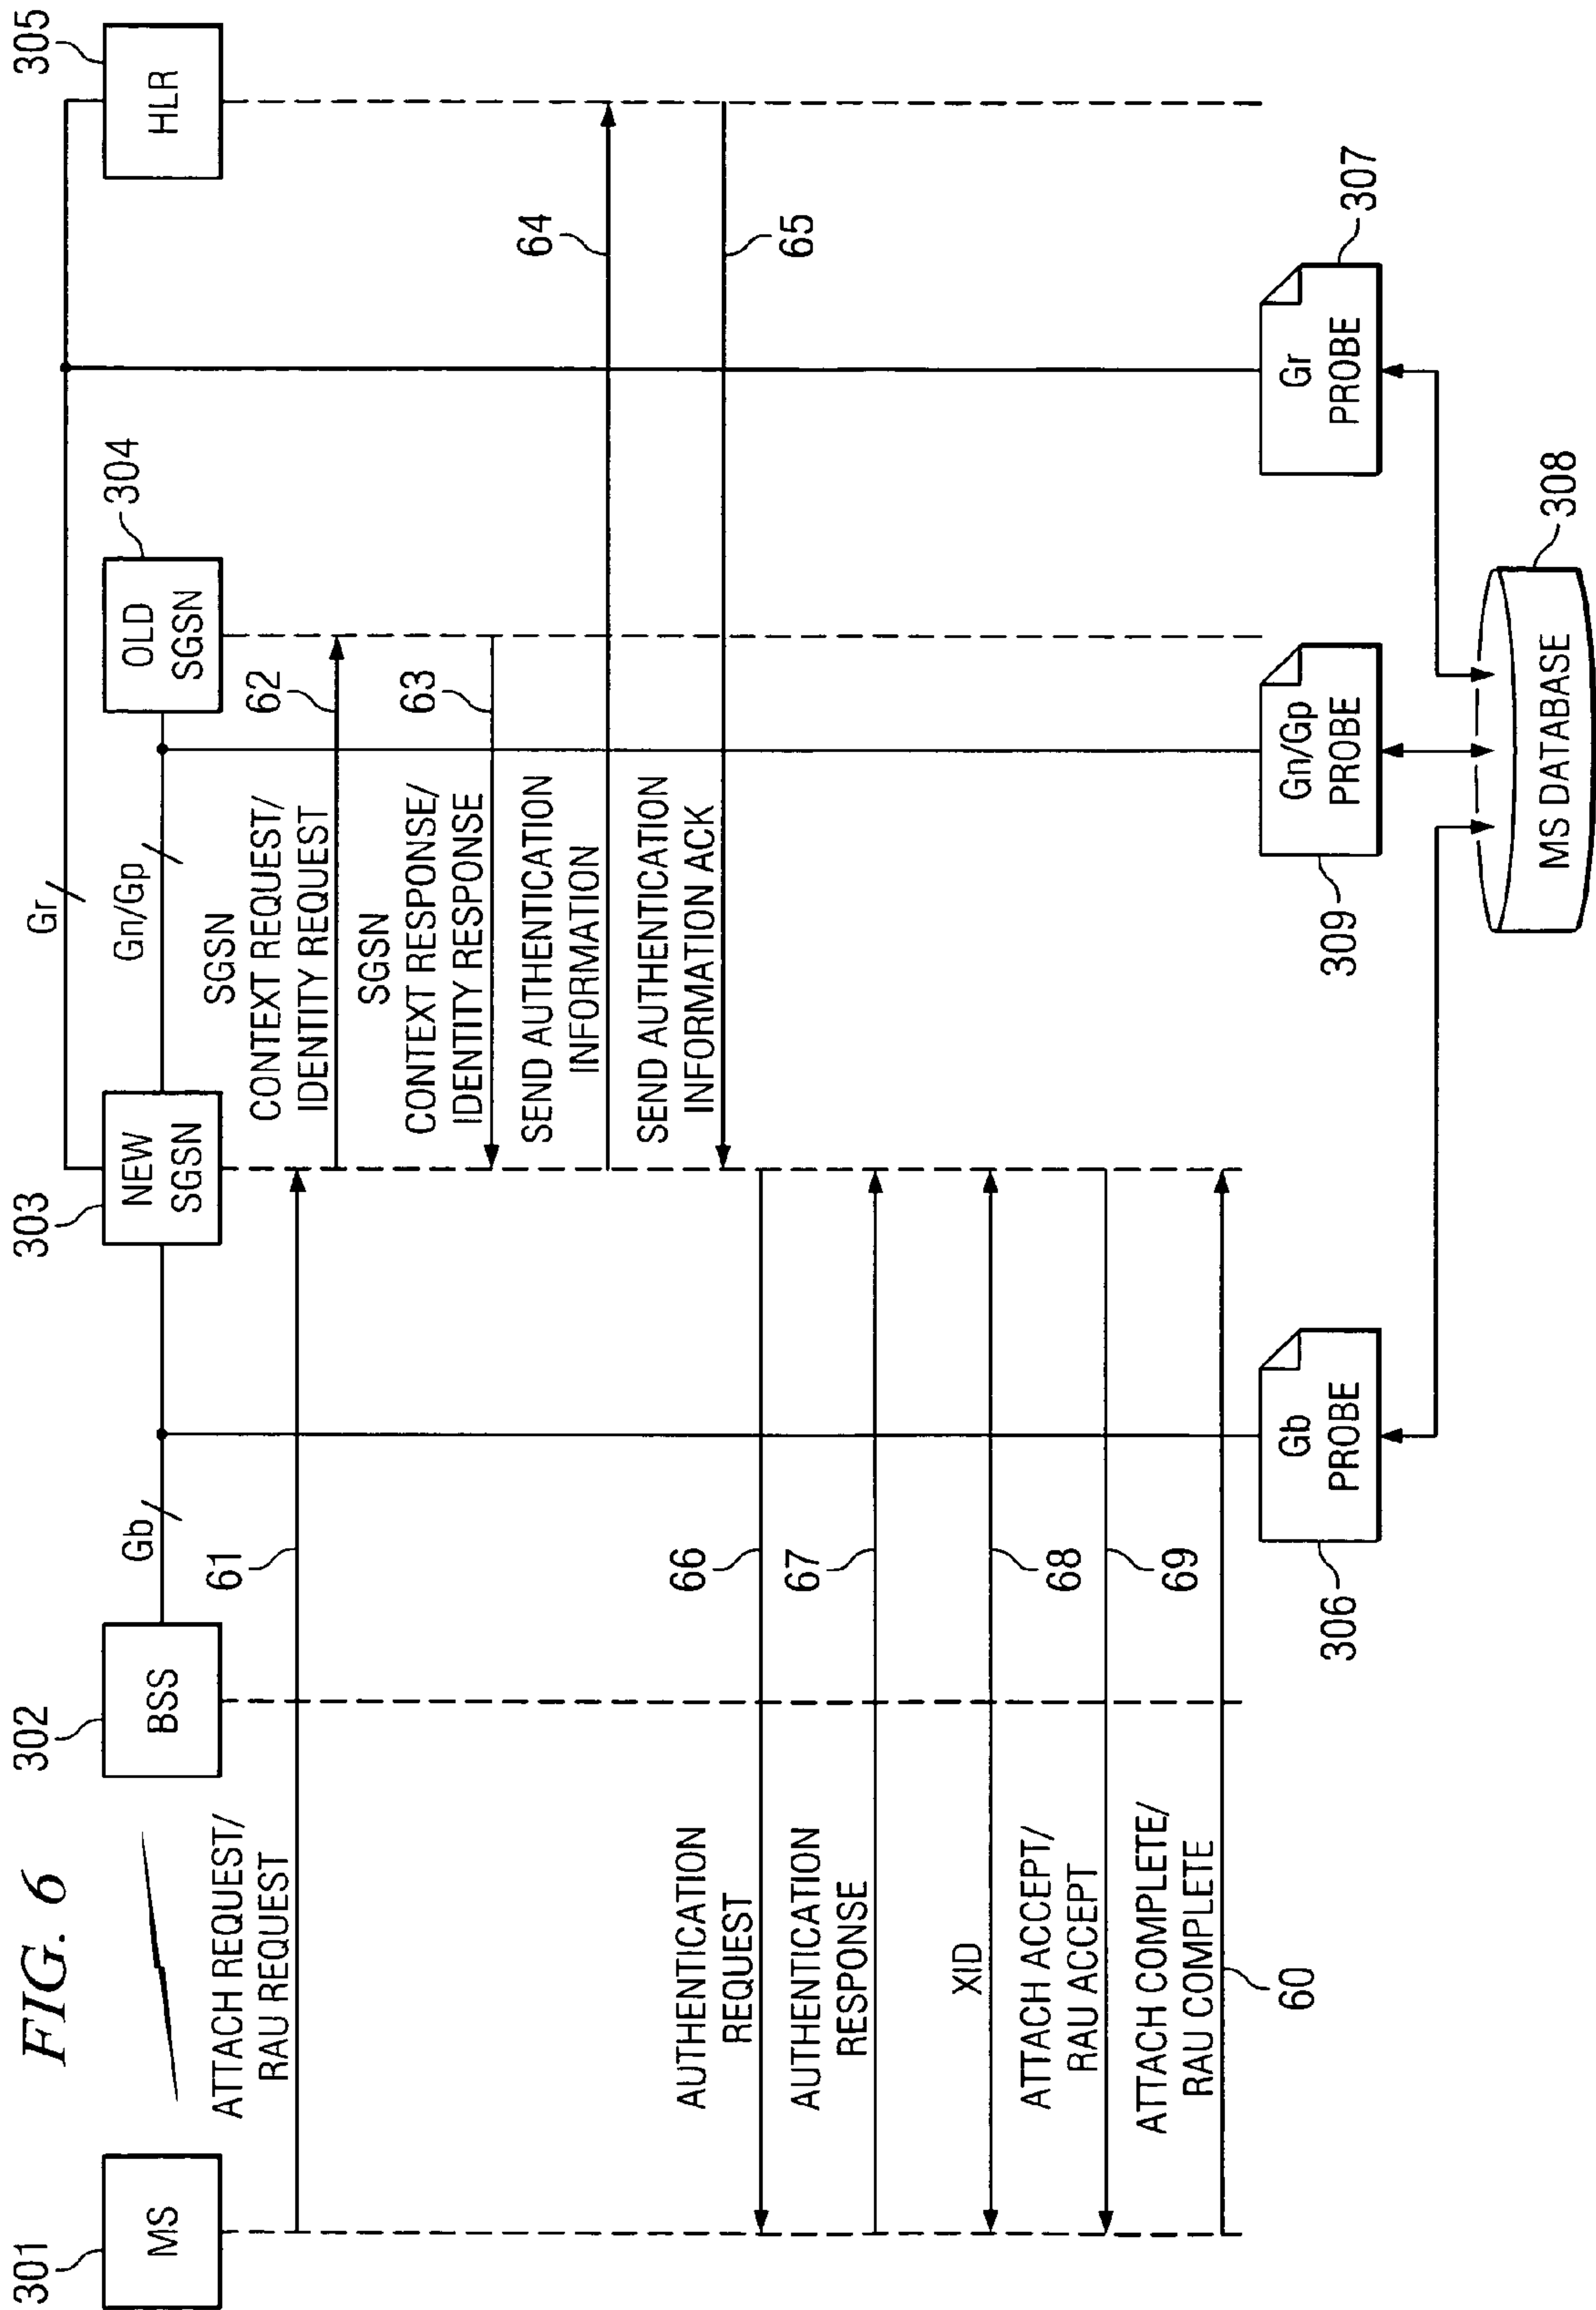 FIG. 6
301
302
303
304
305
MS
BSS
NEW
SGSN
OLD
SGSN
HLR
Gb
Gn/Gp
Gr
ATTACH REQUEST/
RAU REQUEST
61
SGSN
CONTEXT REQUEST/
IDENTITY REQUEST
62
SGSN
CONTEXT RESPONSE/
IDENTITY RESPONSE
63
SEND AUTHENTICATION
INFORMATION
64
SEND AUTHENTICATION
INFORMATION ACK
65
AUTHENTICATION
REQUEST
66
AUTHENTICATION
RESPONSE
67
XID
68
ATTACH ACCEPT/
RAU ACCEPT
69
ATTACH COMPLETE/
RAU COMPLETE
60
Gb
PROBE
306
Gn/Gp
PROBE
309
Gr
PROBE
307
MS DATABASE
308